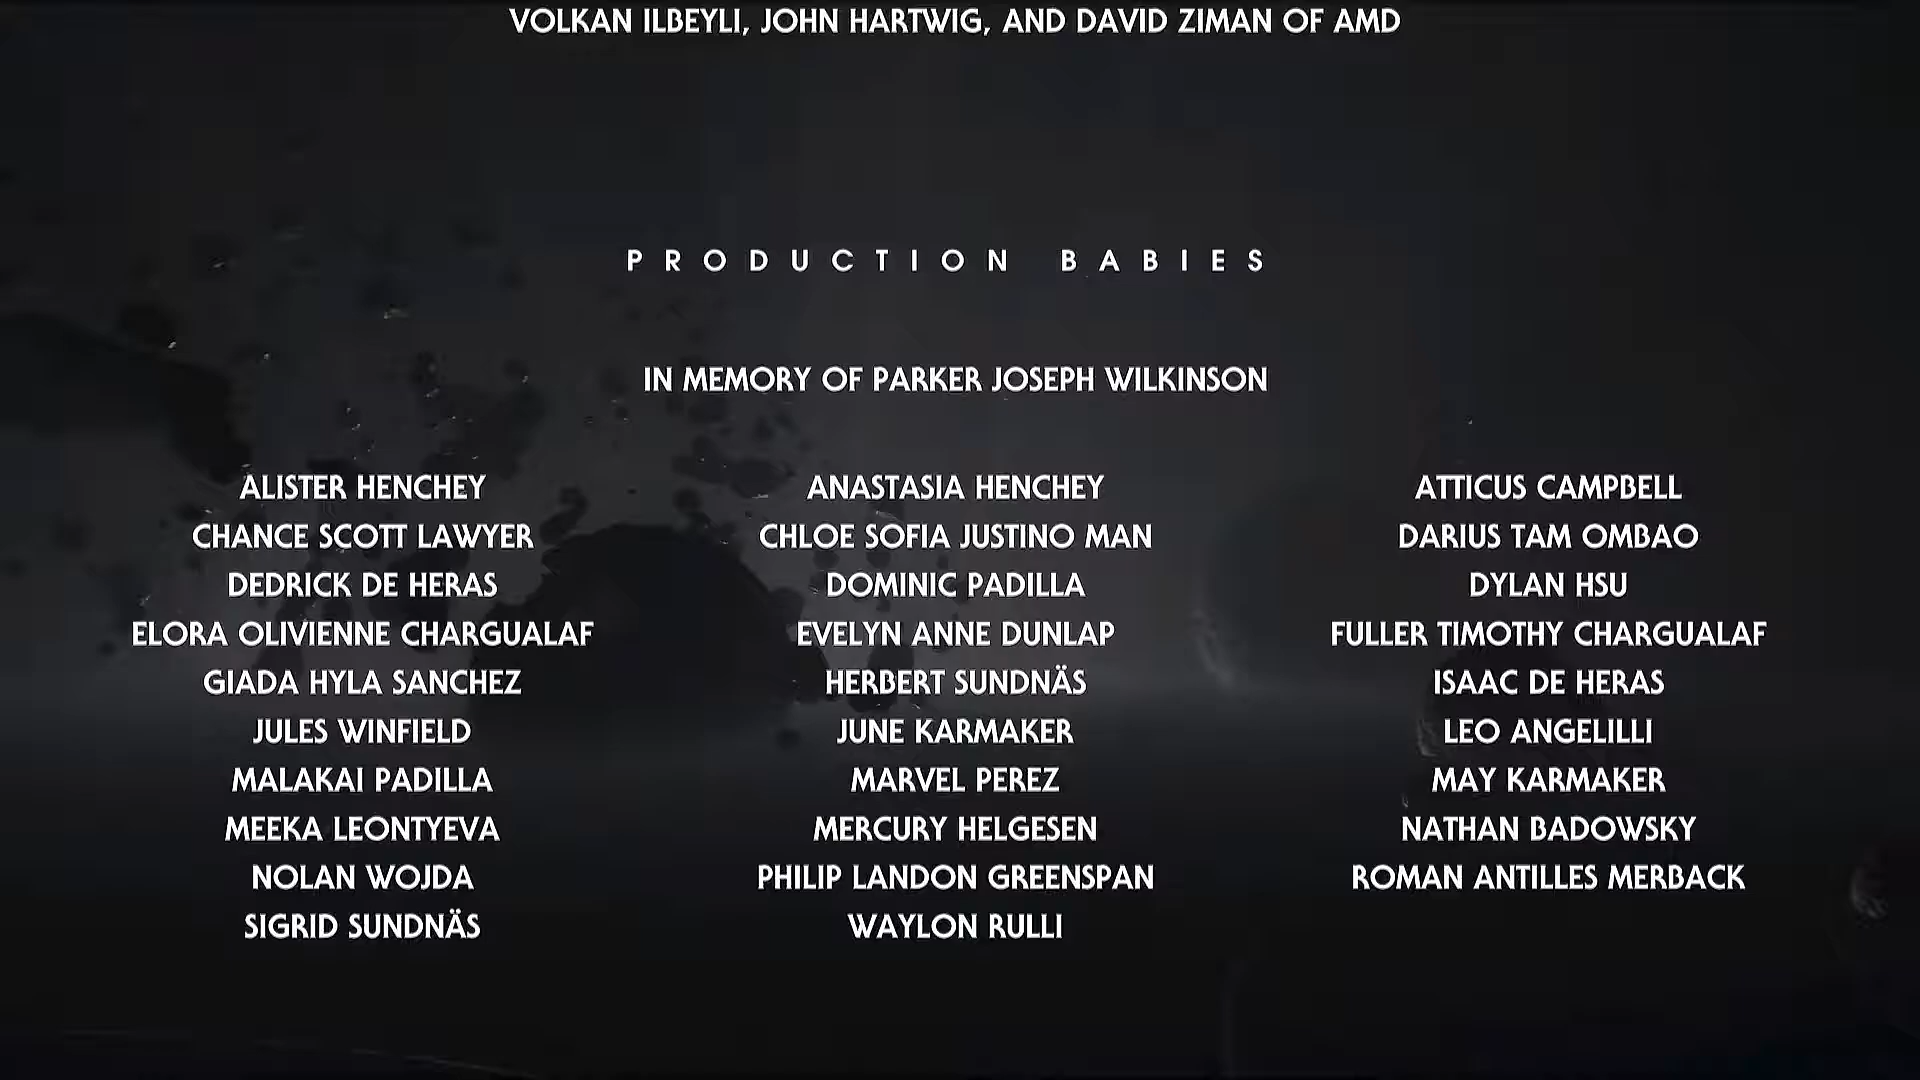 VOLKAN ILBEYLI, JOHN HARTWIG, AND DAVID ZIMAN OF AMD
PRODUCTION BABIES
IN MEMORY OF PARKER JOSEPH WILKINSON
ALISTER HENCHEY ANASTASIA HENCHEY ATTICUS CAMPBELL
CHANCE SCOTT LAWYER CHLOE SOFIA JUSTINO MAN DARIUS TAM OMBAO
DEDRICK DE HERAS DOMINIC PADILLA DYLAN HSU
ELORA OLIVIENNE CHARGUALAF EVELYN ANNE DUNLAP FULLER TIMOTHY CHARGUALAF
GIADA HYLA SANCHEZ HERBERT SUNDNÄS ISAAC DE HERAS
JULES WINFIELD JUNE KARMAKER LEO ANGELILLI
MALAKAI PADILLA MARVEL PEREZ MAY KARMAKER
MEEKA LEONTYEVA MERCURY HELGESEN NATHAN BADOWSKY
NOLAN WOJDA PHILIP LANDON GREENSPAN ROMAN ANTILLES MERBACK
SIGRID SUNDNÄS WAYLON RULLI